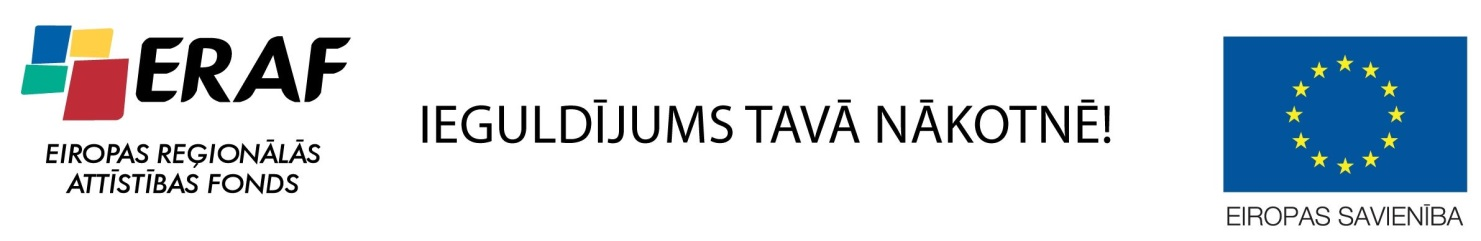 ERAF
EIROPAS REĢIONĀLĀS
ATTĪSTĪBAS FONDS
IEGULDĪJUMS TAVĀ NĀKOTNĒ!
EIROPAS SAVIENĪBA